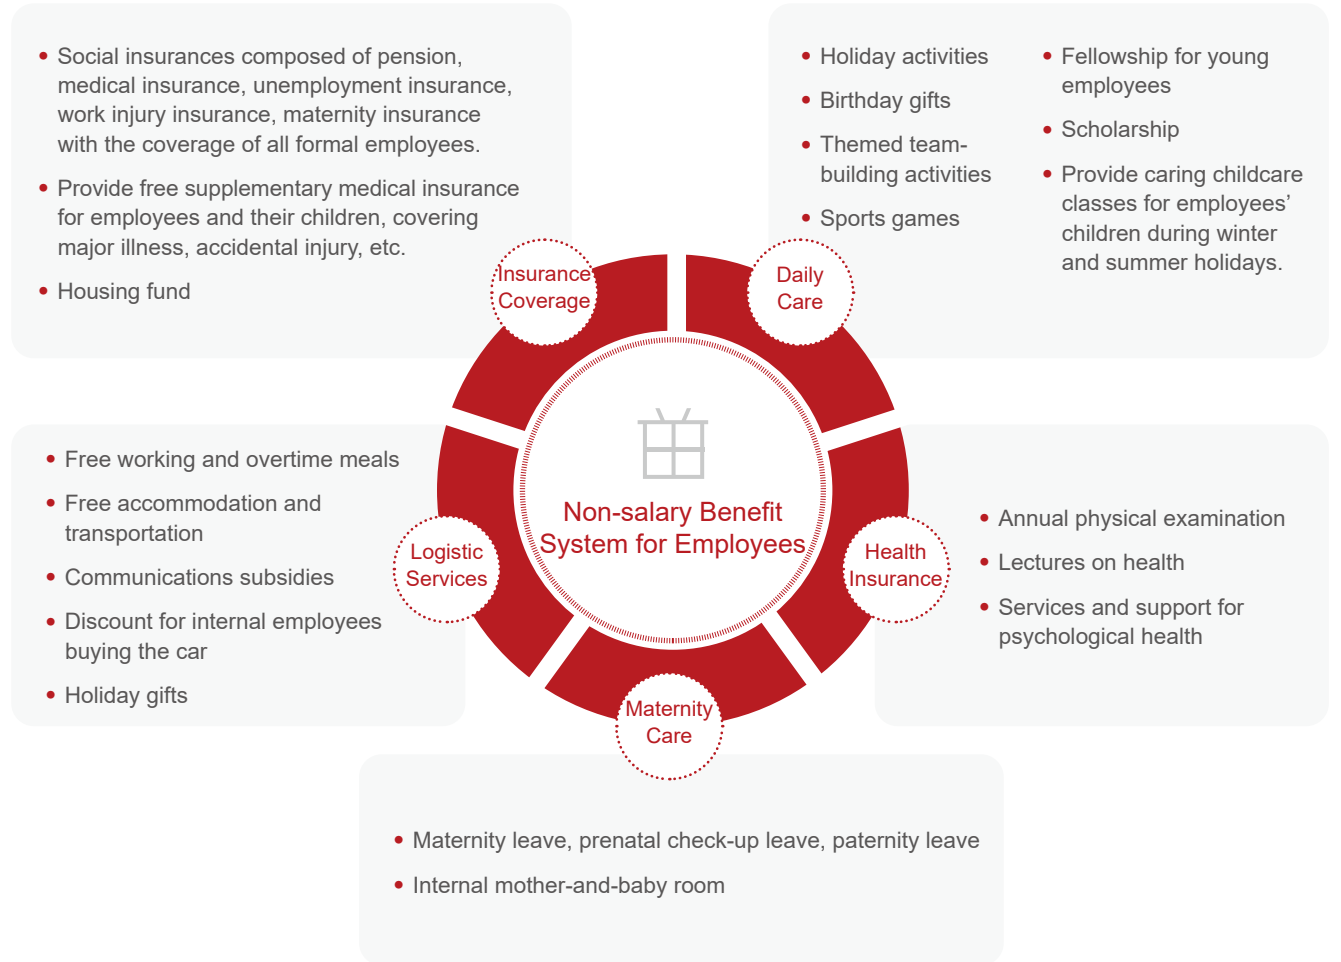 Social insurances composed of pension,
medical insurance, unemployment insurance,
work injury insurance, maternity insurance
with the coverage of all formal employees.
Provide free supplementary medical insurance
for employees and their children, covering
major illness, accidental injury, etc.
Housing fund
Insurance
Coverage
Holiday activities
Birthday gifts
Themed team-
building activities
Sports games
Fellowship for young
employees
Scholarship
Provide caring childcare
classes for employees’
children during winter
and summer holidays.
Daily
Care
Non-salary Benefit
System for Employees
Free working and overtime meals
Free accommodation and
transportation
Communications subsidies
Discount for internal employees
buying the car
Holiday gifts
Logistic
Services
Health
Insurance
Annual physical examination
Lectures on health
Services and support for
psychological health
Maternity
Care
Maternity leave, prenatal check-up leave, paternity leave
Internal mother-and-baby room